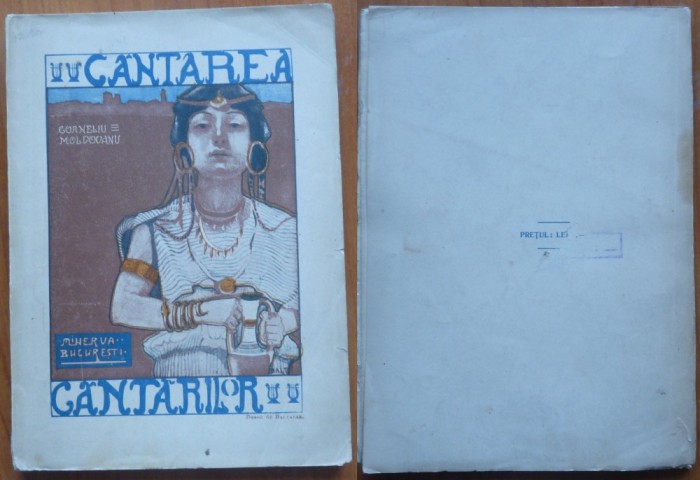 CÂNTAREA
CORNELIU
MOLDOVANU
MINERVA
BUCUREȘTI
CÂNTĂRILOR
PREȚUL: LEI